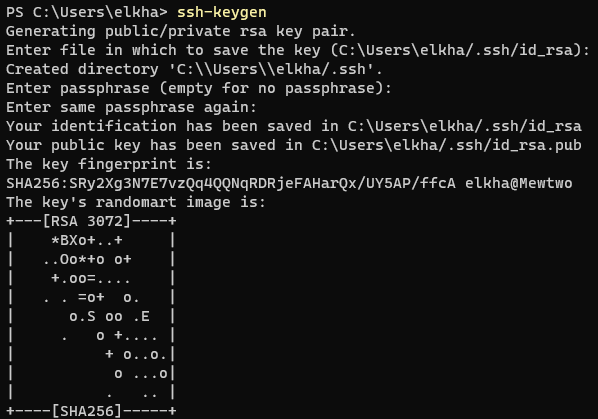 PS C:\Users\elkha> ssh-keygen
Generating public/private rsa key pair.
Enter file in which to save the key (C:\Users\elkha/.ssh/id_rsa):
Created directory 'C:\\Users\\elkha/.ssh'.
Enter passphrase (empty for no passphrase):
Enter same passphrase again:
Your identification has been saved in C:\Users\elkha/.ssh/id_rsa
Your public key has been saved in C:\Users\elkha/.ssh/id_rsa.pub
The key fingerprint is:
SHA256:SRy2Xg3N7E7vzQq4QQNqRDRjeFAHarQx/UY5AP/ffcA elkha@Mewtwo
The key's randomart image is:
+---[RSA 3072]----+
|    *BXo+..+     |
|   ..Oo*+o o+    |
|    +.oo=....    |
|   . . =o+  o.   |
|      o.S oo .E  |
|     .   o +.... |
|          + o..o.|
|           o ...o|
|          .   .. |
+----[SHA256]-----+